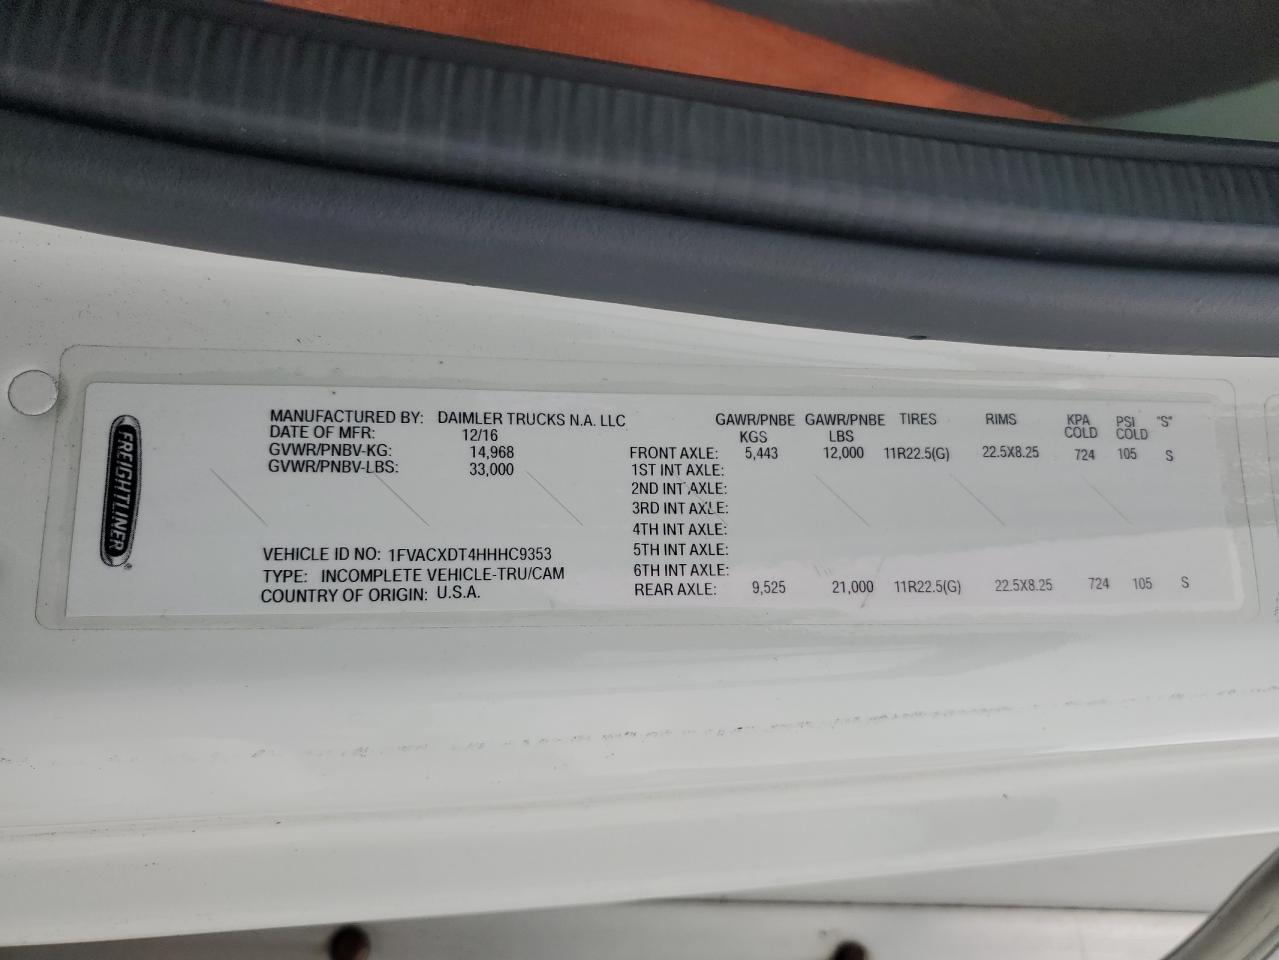 FREIGHTLINER
MANUFACTURED BY: DAIMLER TRUCKS N.A. LLC
DATE OF MFR: 12/16
GVWR/PNBV-KG: 14,968
GVWR/PNBV-LBS: 33,000
VEHICLE ID NO: 1FVACXDT4HHHC9353
TYPE: INCOMPLETE VEHICLE-TRU/CAM
COUNTRY OF ORIGIN: U.S.A.
GAWR/PNBE GAWR/PNBE TIRES RIMS KPA PSI "S"
KGS LBS COLD COLD
FRONT AXLE: 5,443 12,000 11R22.5(G) 22.5X8.25 724 105 S
1ST INT AXLE:
2ND INT AXLE:
3RD INT AXLE:
4TH INT AXLE:
5TH INT AXLE:
6TH INT AXLE:
REAR AXLE: 9,525 21,000 11R22.5(G) 22.5X8.25 724 105 S